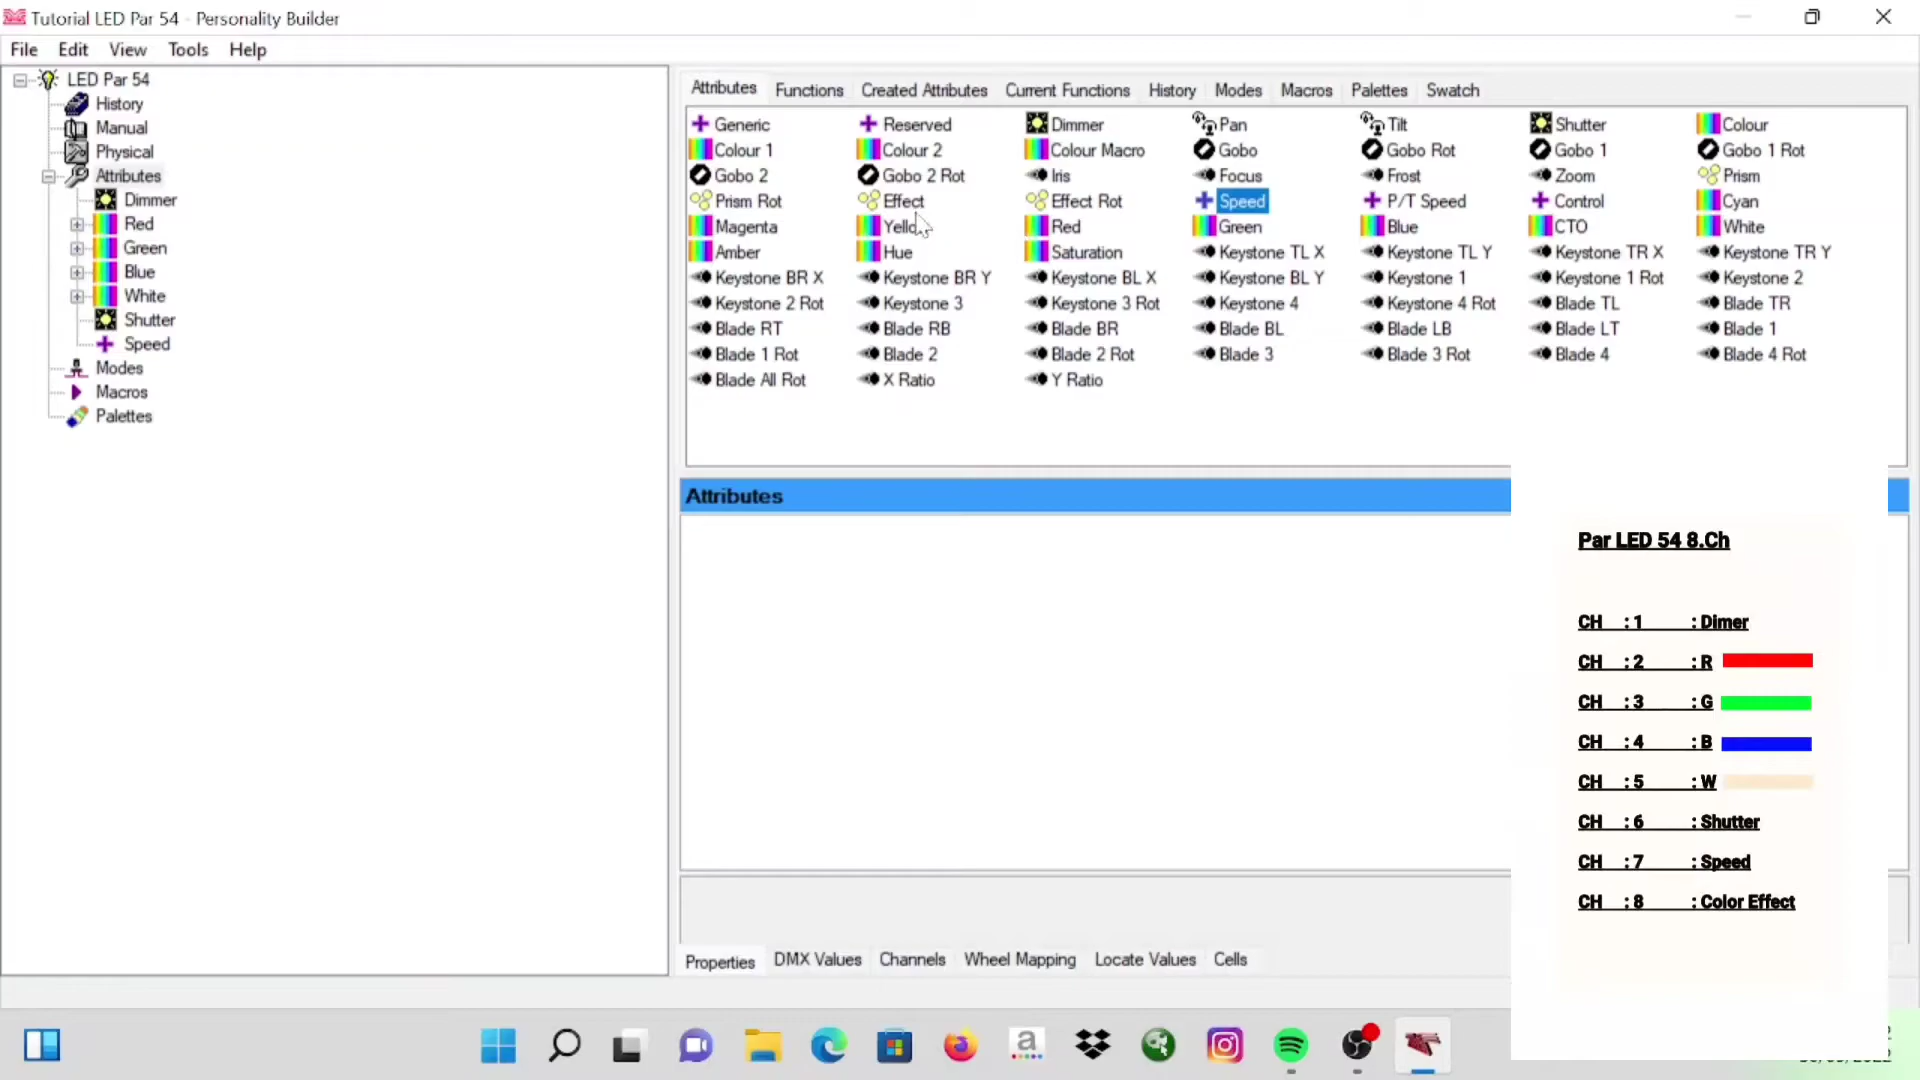 Tutorial LED Par 54 - Personality Builder
File Edit View Tools Help
LED Par 54
History
Manual
Physical
Attributes
Dimmer
Red
Green
Blue
White
Shutter
Speed
Modes
Macros
Palettes
Attributes Functions Created Attributes Current Functions History Modes Macros Palettes Swatch
Generic Reserved Dimmer Pan Tilt Shutter Colour
Colour 1 Colour 2 Colour Macro Gobo Gobo Rot Gobo 1 Gobo 1 Rot
Gobo 2 Gobo 2 Rot Iris Focus Frost Zoom Prism
Prism Rot Effect Effect Rot Speed P/T Speed Control Cyan
Magenta Yellow Red Green Blue CTO White
Amber Hue Saturation Keystone TL X Keystone TL Y Keystone TR X Keystone TR Y
Keystone BR X Keystone BR Y Keystone BL X Keystone BL Y Keystone 1 Keystone 1 Rot Keystone 2
Keystone 2 Rot Keystone 3 Keystone 3 Rot Keystone 4 Keystone 4 Rot Blade TL Blade TR
Blade RT Blade RB Blade BR Blade BL Blade LB Blade LT Blade 1
Blade 1 Rot Blade 2 Blade 2 Rot Blade 3 Blade 3 Rot Blade 4 Blade 4 Rot
Blade All Rot X Ratio Y Ratio
Attributes
Par LED 54 8.Ch
CH : 1 : Dimer
CH : 2 : R
CH : 3 : G
CH : 4 : B
CH : 5 : W
CH : 6 : Shutter
CH : 7 : Speed
CH : 8 : Color Effect
Properties DMX Values Channels Wheel Mapping Locate Values Cells
a